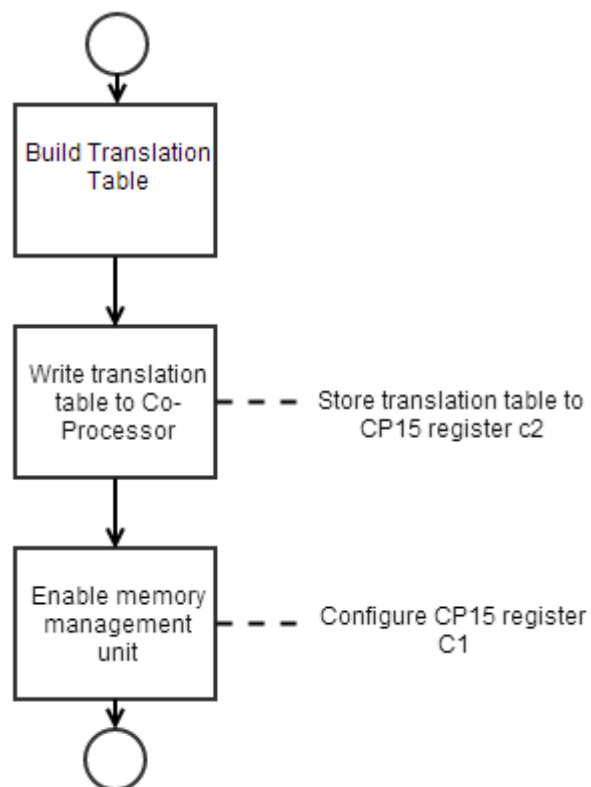 Build Translation
Table
Write translation
table to Co-
Processor
Store translation table to
CP15 register c2
Enable memory
management
unit
Configure CP15 register
C1